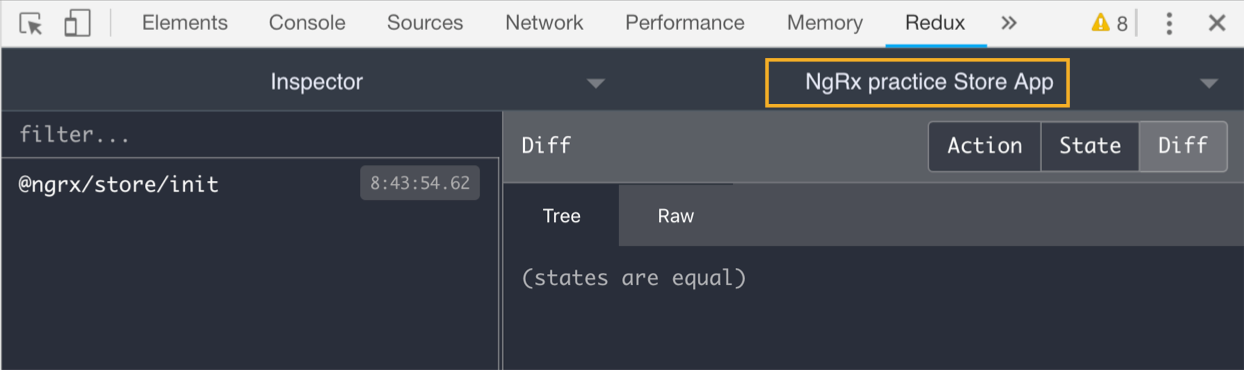 Elements Console Sources Network Performance Memory Redux » 8
Inspector NgRx practice Store App
filter...
Diff Action State Diff
@ngrx/store/init 8:43:54.62
Tree Raw
(states are equal)